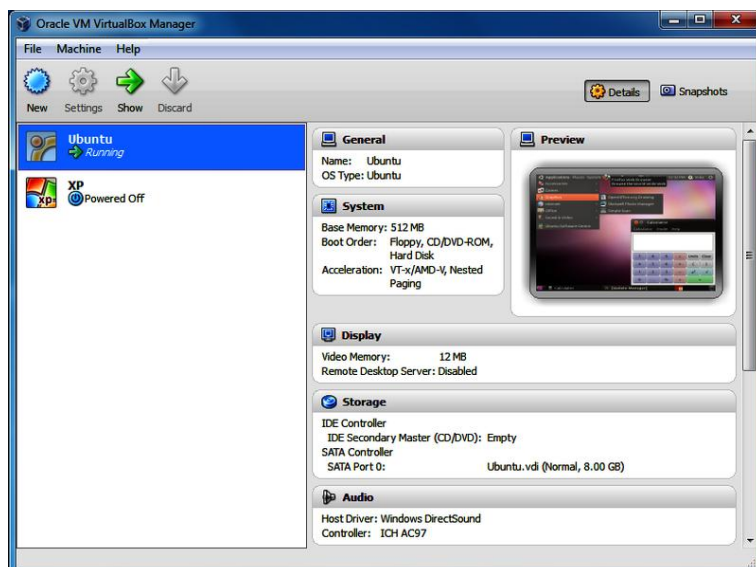 Oracle VM VirtualBox Manager
File Machine Help
New Settings Show Discard
Details Snapshots
Ubuntu
Running
XP
Powered Off
General
Name: Ubuntu
OS Type: Ubuntu
System
Base Memory: 512 MB
Boot Order: Floppy, CD/DVD-ROM,
Hard Disk
Acceleration: VT-x/AMD-V, Nested
Paging
Preview
Display
Video Memory: 12 MB
Remote Desktop Server: Disabled
Storage
IDE Controller
IDE Secondary Master (CD/DVD): Empty
SATA Controller
SATA Port 0: Ubuntu.vdi (Normal, 8.00 GB)
Audio
Host Driver: Windows DirectSound
Controller: ICH AC97